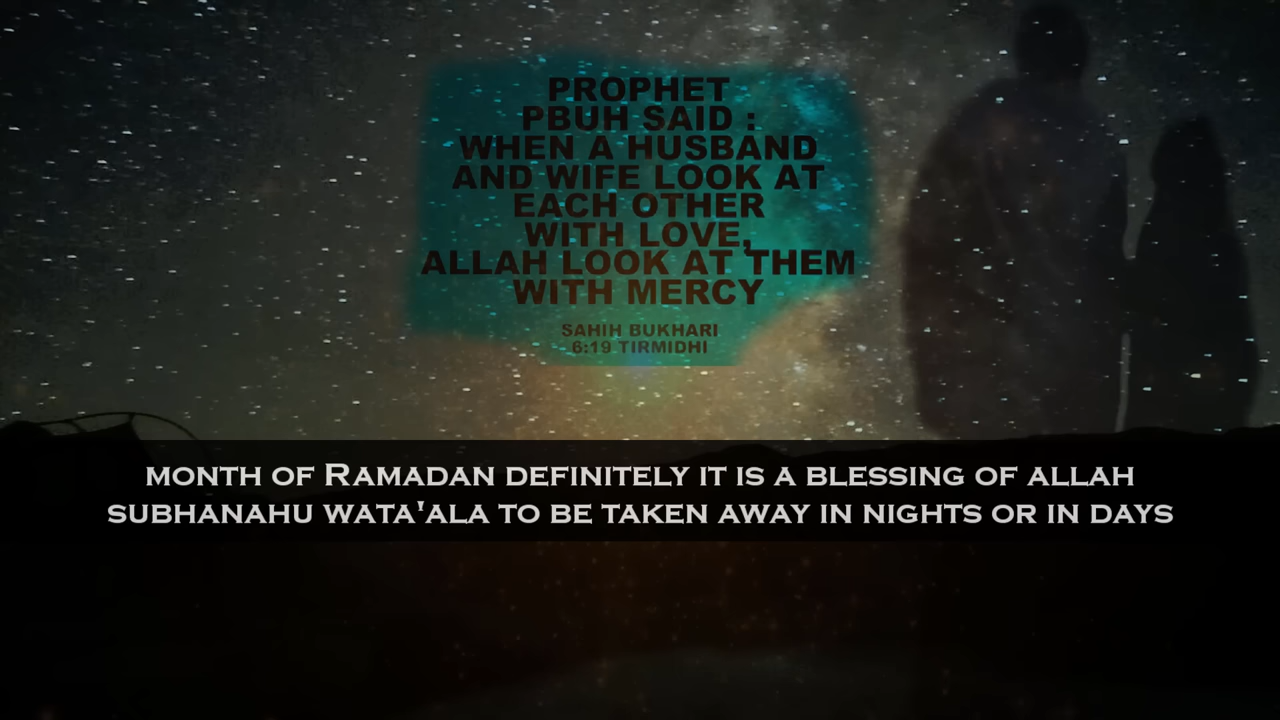 PROPHET
PBUH SAID :
WHEN A HUSBAND
AND WIFE LOOK AT
EACH OTHER
WITH LOVE,
ALLAH LOOK AT THEM
WITH MERCY
SAHIH BUKHARI
6:19 TIRMIDHI
MONTH OF RAMADAN DEFINITELY IT IS A BLESSING OF ALLAH
SUBHANAHU WATA'ALA TO BE TAKEN AWAY IN NIGHTS OR IN DAYS